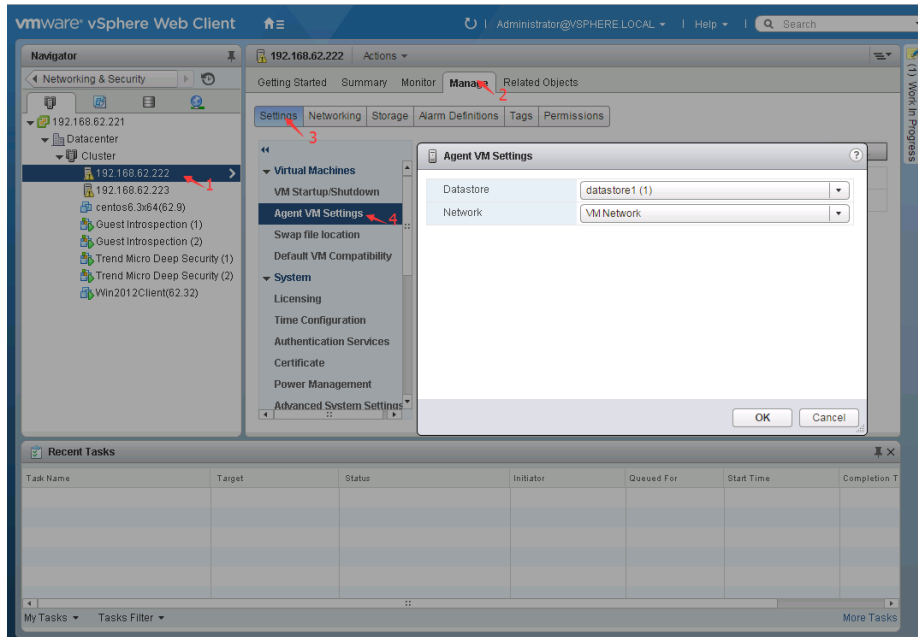 vmware® vSphere Web Client
Administrator@VSPHERE.LOCAL
Help
Search
Navigator
Networking & Security
192.168.62.221
Datacenter
Cluster
192.168.62.222
1
192.168.62.223
centos6.3x64(62.9)
Guest Introspection (1)
Guest Introspection (2)
Trend Micro Deep Security (1)
Trend Micro Deep Security (2)
Win2012Client(62.32)
192.168.62.222 Actions
Getting Started Summary Monitor Manage Related Objects
2
Settings Networking Storage Alarm Definitions Tags Permissions
3
Virtual Machines
VM Startup/Shutdown
Agent VM Settings
4
Swap file location
Default VM Compatibility
System
Licensing
Time Configuration
Authentication Services
Certificate
Power Management
Advanced System Settings
Agent VM Settings
?
Datastore datastore1 (1)
Network VM Network
OK Cancel
(1) Work In Progress
Recent Tasks
Task Name Target Status Initiator Queued For Start Time Completion T
My Tasks Tasks Filter More Tasks